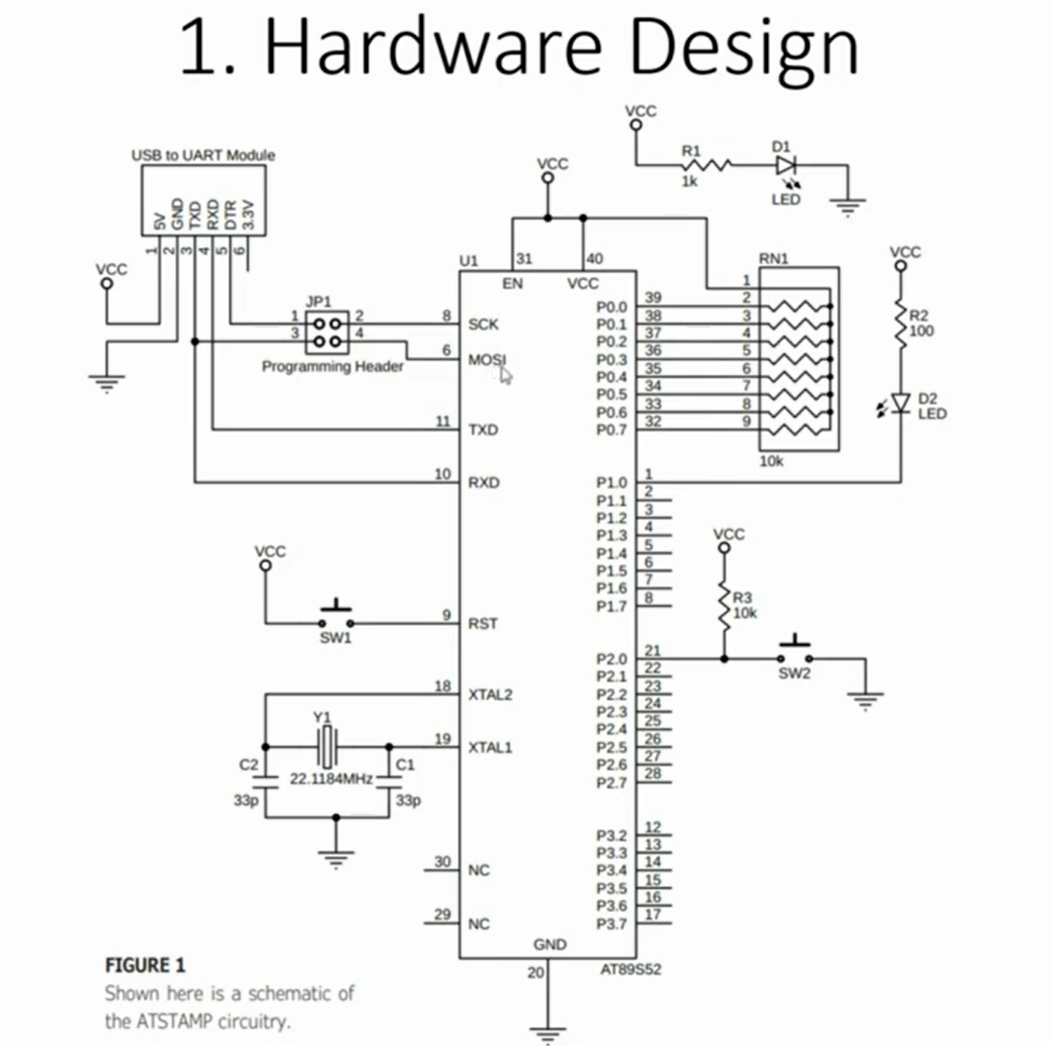 1. Hardware Design
VCC
R1
1k
D1
LED
USB to UART Module
5V
GND
TXD
RXD
DTR
3.3V
1
2
3
4
5
6
VCC
VCC
JP1
1
2
3
4
Programming Header
U1
31
40
EN
VCC
8
SCK
6
MOSI
11
TXD
10
RXD
9
RST
18
XTAL2
19
XTAL1
30
NC
29
NC
GND
20
AT89S52
P0.0
39
P0.1
38
P0.2
37
P0.3
36
P0.4
35
P0.5
34
P0.6
33
P0.7
32
RN1
1
2
3
4
5
6
7
8
9
10k
VCC
R2
100
D2
LED
P1.0
1
P1.1
2
P1.2
3
P1.3
4
P1.4
5
P1.5
6
P1.6
7
P1.7
8
VCC
R3
10k
SW2
P2.0
21
P2.1
22
P2.2
23
P2.3
24
P2.4
25
P2.5
26
P2.6
27
P2.7
28
P3.2
12
P3.3
13
P3.4
14
P3.5
15
P3.6
16
P3.7
17
VCC
SW1
Y1
22.1184MHz
C2
33p
C1
33p
FIGURE 1
Shown here is a schematic of
the ATSTAMP circuitry.